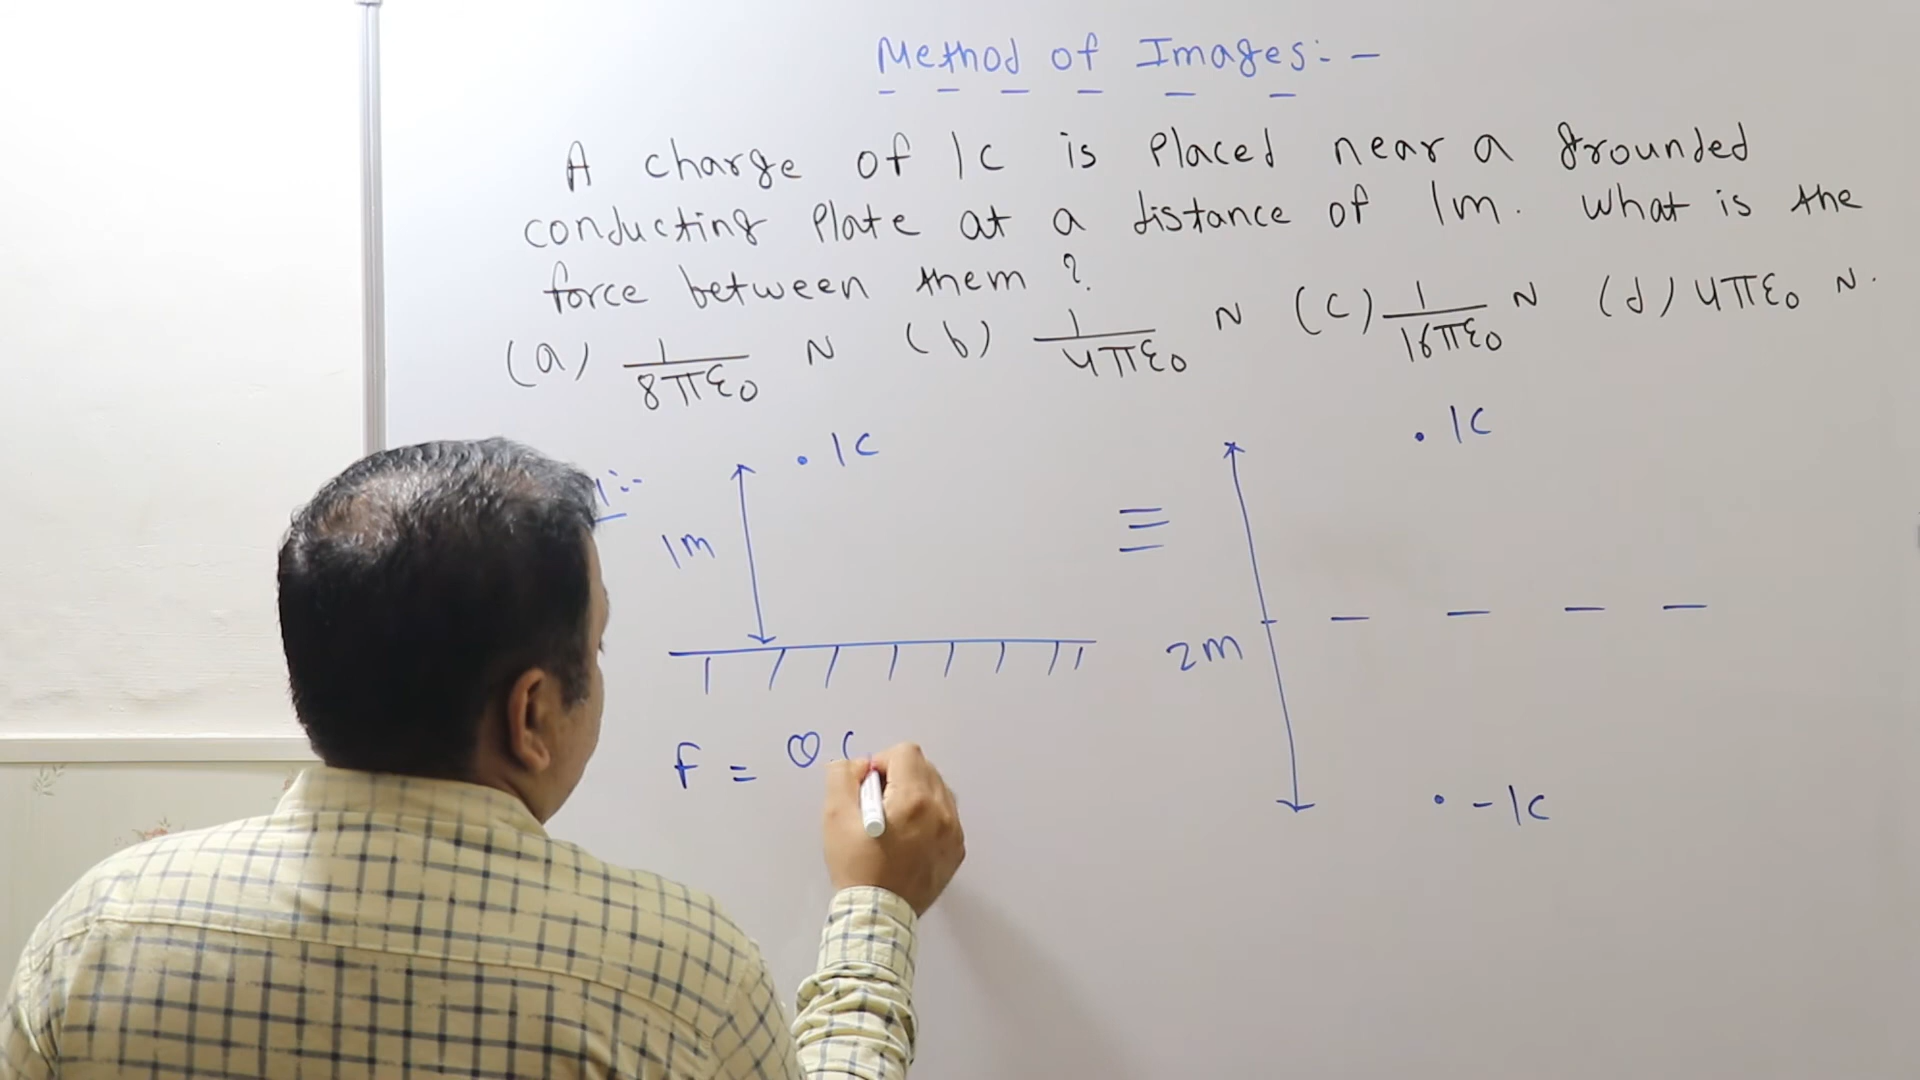 Method of Images:-
A charge of 1c is placed near a grounded
conducting plate at a distance of 1m. What is the
force between them?
(a) 1/8πε₀ N (b) 1/4πε₀ N (c) 1/16πε₀ N (d) 4πε₀ N.
1c
1m
≡
1c
2m
-1c
f = Q